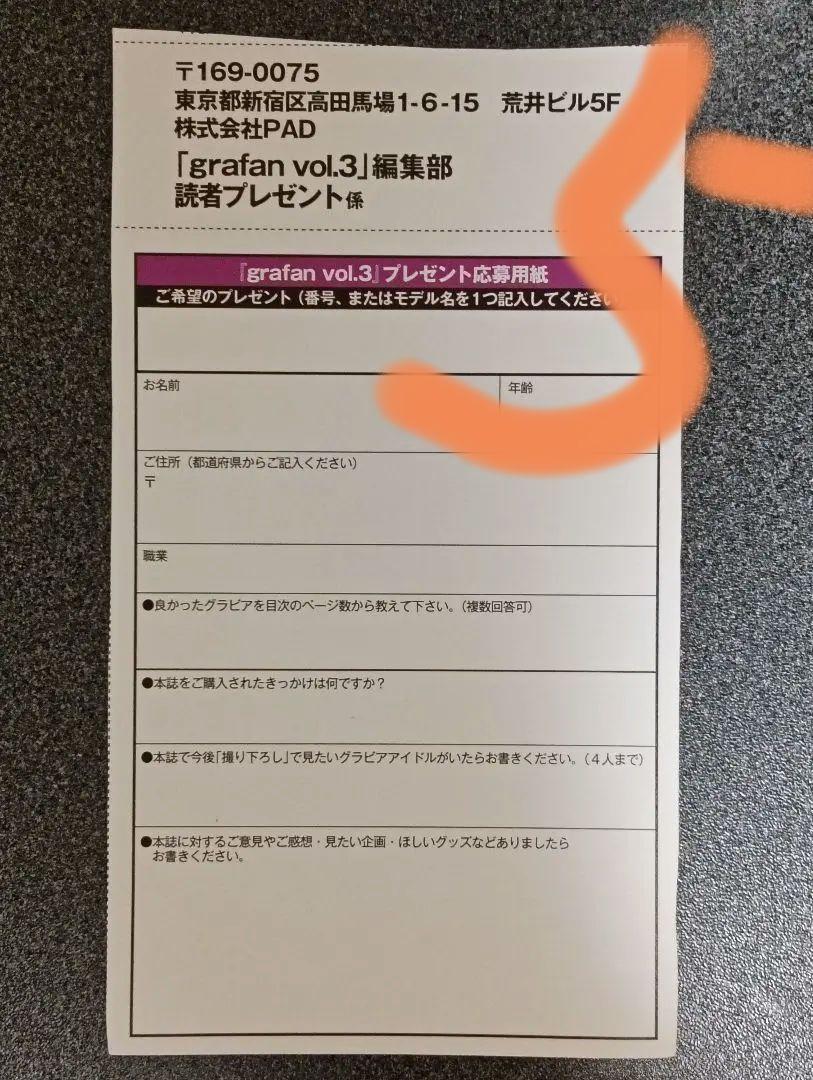 〒169-0075
東京都新宿区高田馬場1-6-15　荒井ビル5F
株式会社PAD
「grafan vol.3」編集部
読者プレゼント係
『grafan vol.3』プレゼント応募用紙
ご希望のプレゼント（番号、またはモデル名を1つ記入してください
お名前
年齢
ご住所（都道府県からご記入ください）
〒
職業
●良かったグラビアを目次のページ数から教えて下さい。（複数回答可）
●本誌をご購入されたきっかけは何ですか？
●本誌で今後「撮り下ろし」で見たいグラビアアイドルがいたらお書きください。（４人まで）
●本誌に対するご意見やご感想・見たい企画・ほしいグッズなどありましたら
お書きください。